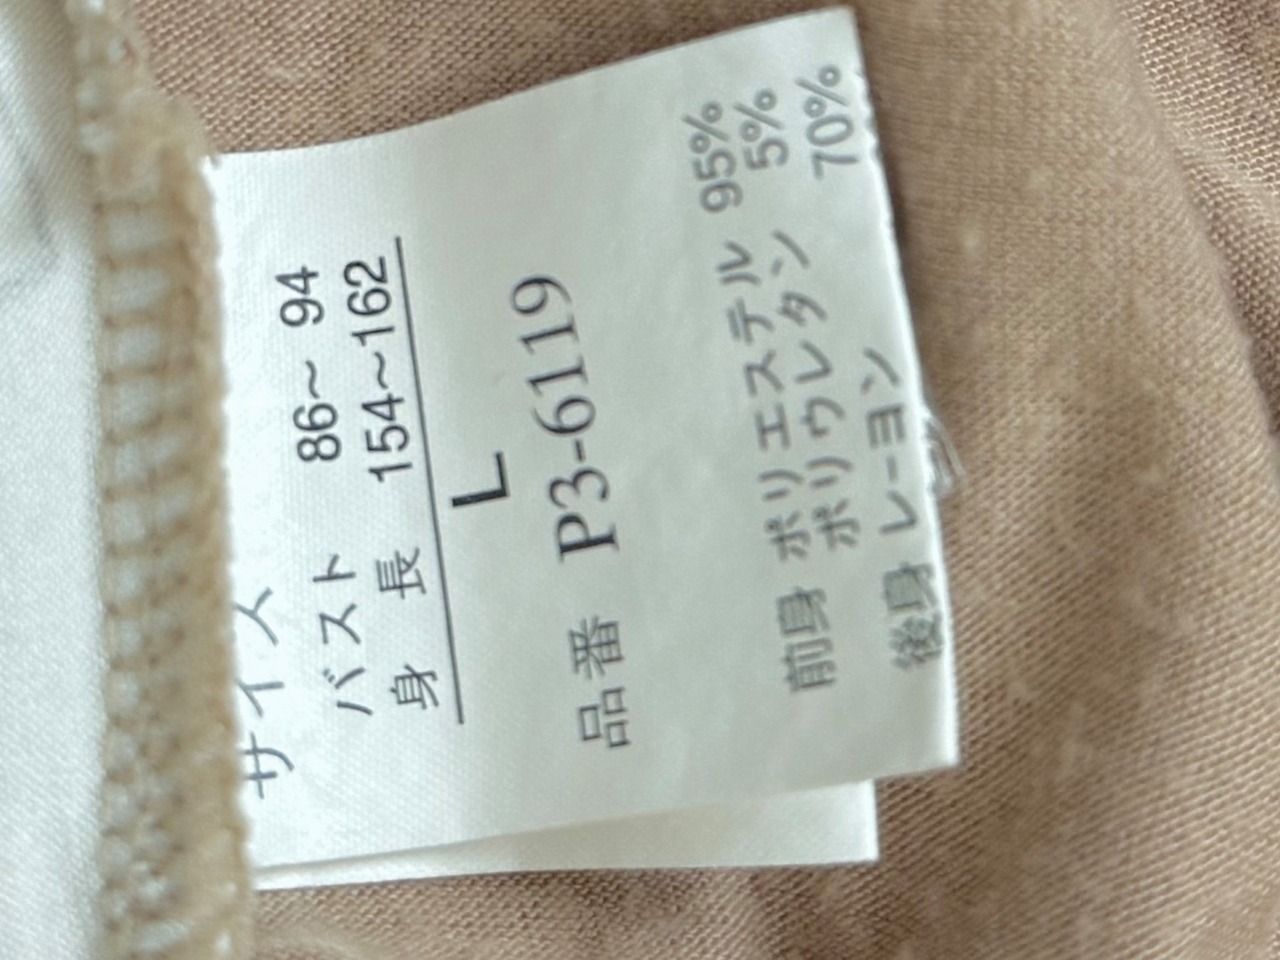 サイズ
バスト 86～ 94
身 長 154～162
L
品番 P3-6119
前身 ポリエステル 95%
ポリウレタン 5%
後身 レーヨン 70%